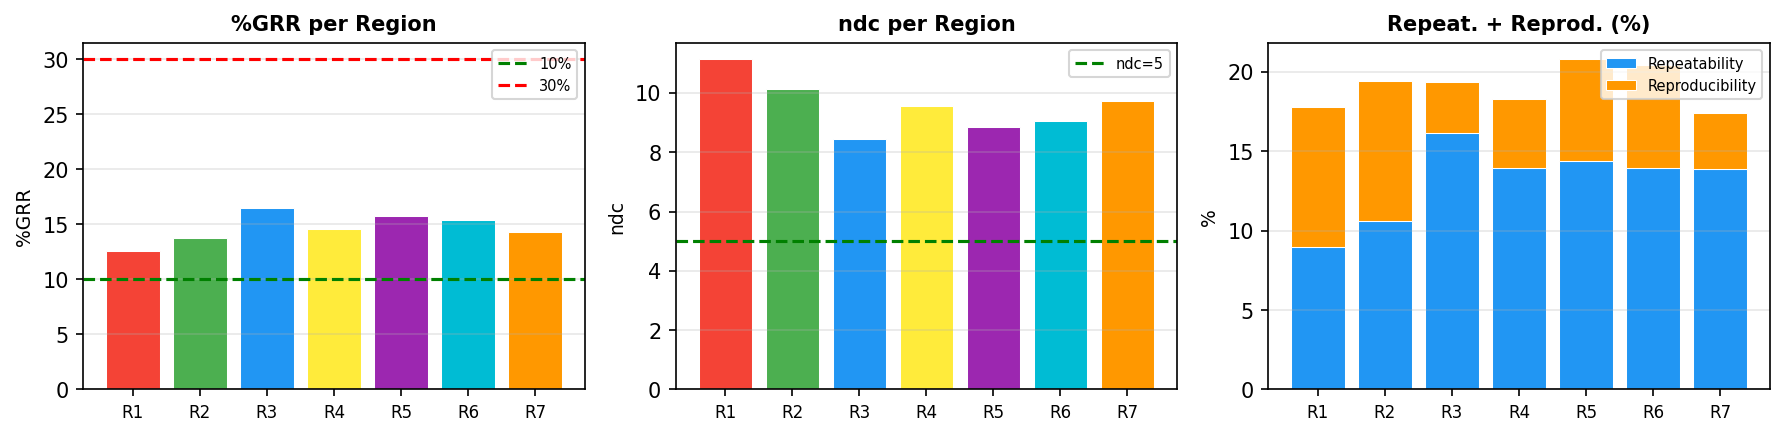 %GRR per Region
%GRR
30
25
20
15
10
5
0
10%
30%
R1 R2 R3 R4 R5 R6 R7
ndc per Region
ndc
10
8
6
4
2
0
ndc=5
R1 R2 R3 R4 R5 R6 R7
Repeat. + Reprod. (%)
%
20
15
10
5
0
Repeatability
Reproducibility
R1 R2 R3 R4 R5 R6 R7